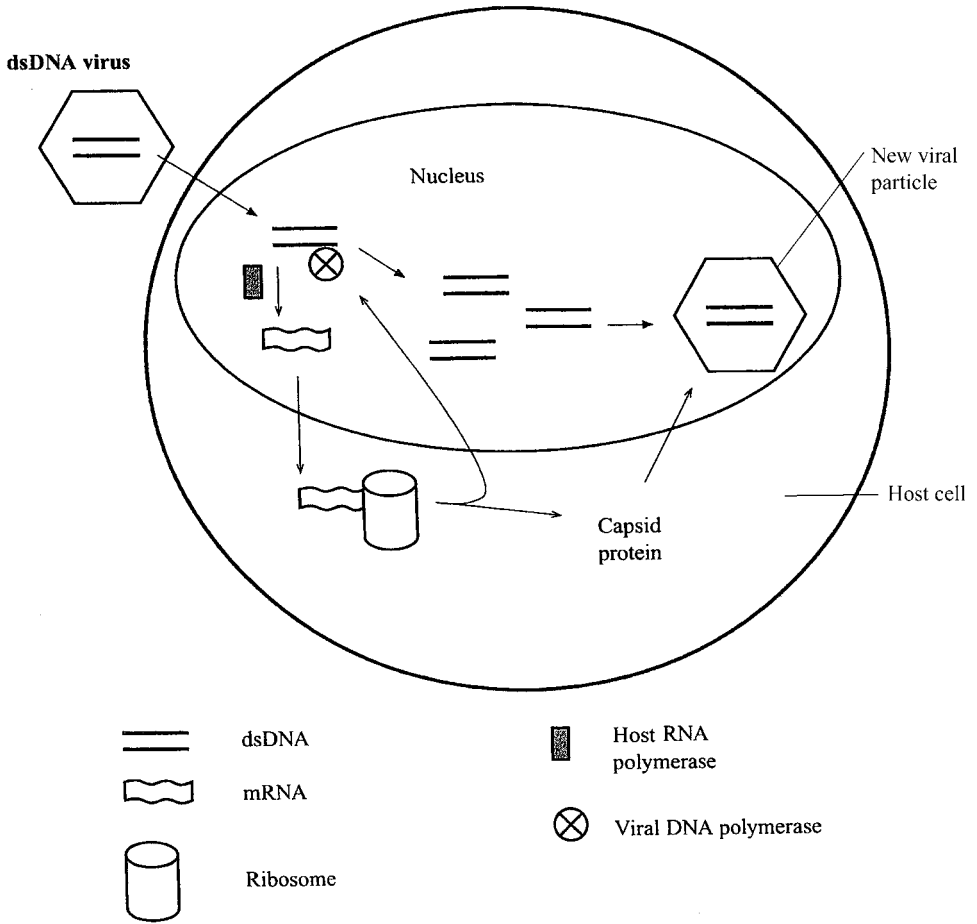 dsDNA virus
Nucleus
New viral
particle
Host cell
Capsid
protein
dsDNA
mRNA
Ribosome
Host RNA
polymerase
Viral DNA polymerase